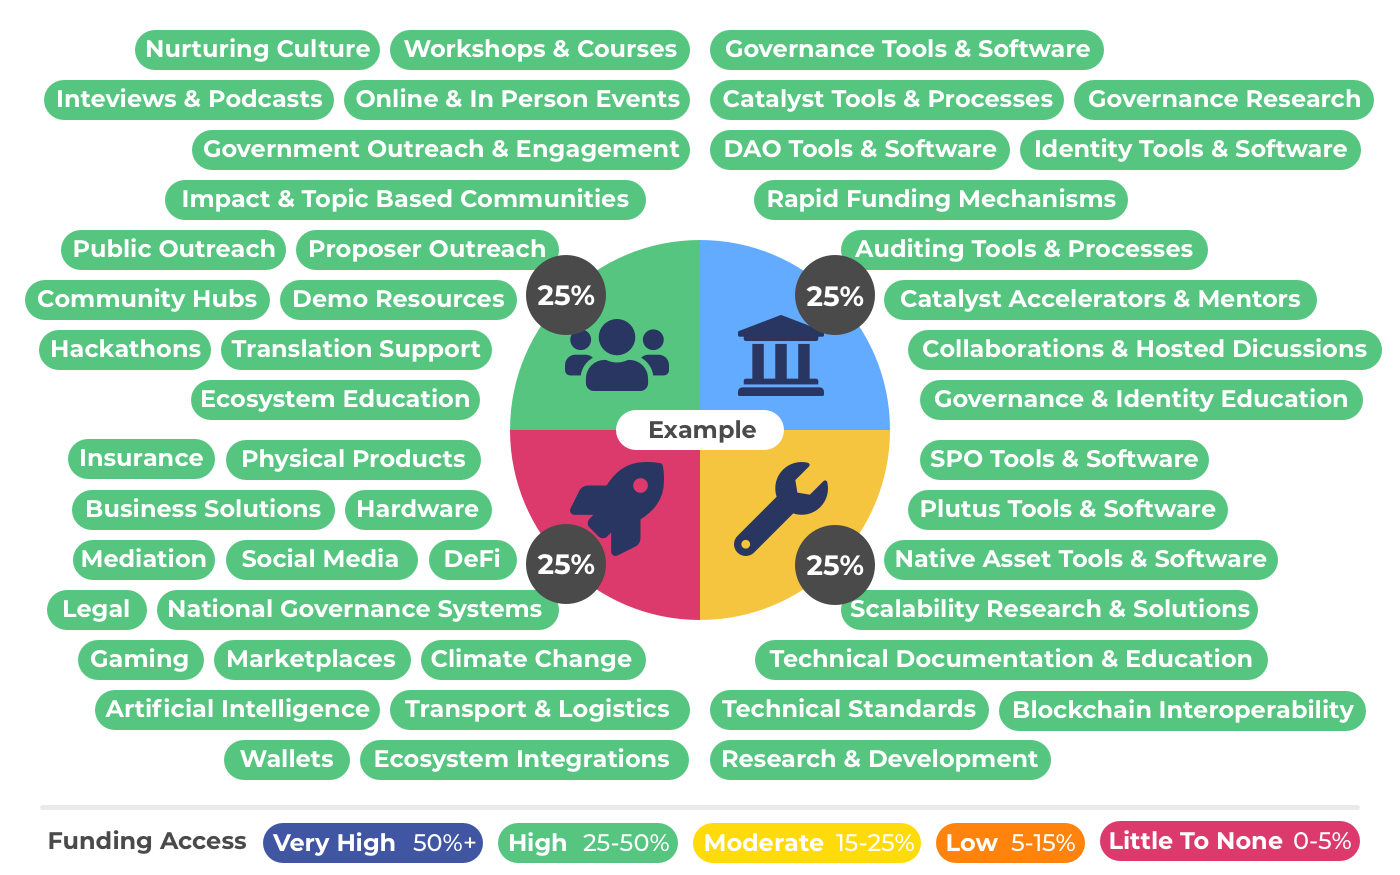 Nurturing Culture Workshops & Courses Governance Tools & Software
Inteviews & Podcasts Online & In Person Events Catalyst Tools & Processes Governance Research
Government Outreach & Engagement DAO Tools & Software Identity Tools & Software
Impact & Topic Based Communities Rapid Funding Mechanisms
Public Outreach Proposer Outreach Auditing Tools & Processes
25% 25%
Community Hubs Demo Resources Catalyst Accelerators & Mentors
Hackathons Translation Support Collaborations & Hosted Dicussions
Ecosystem Education Governance & Identity Education
Example
Insurance Physical Products SPO Tools & Software
Business Solutions Hardware Plutus Tools & Software
Mediation Social Media DeFi Native Asset Tools & Software
25% 25%
Legal National Governance Systems Scalability Research & Solutions
Gaming Marketplaces Climate Change Technical Documentation & Education
Artificial Intelligence Transport & Logistics Technical Standards Blockchain Interoperability
Wallets Ecosystem Integrations Research & Development
Funding Access Very High 50%+ High 25-50% Moderate 15-25% Low 5-15% Little To None 0-5%